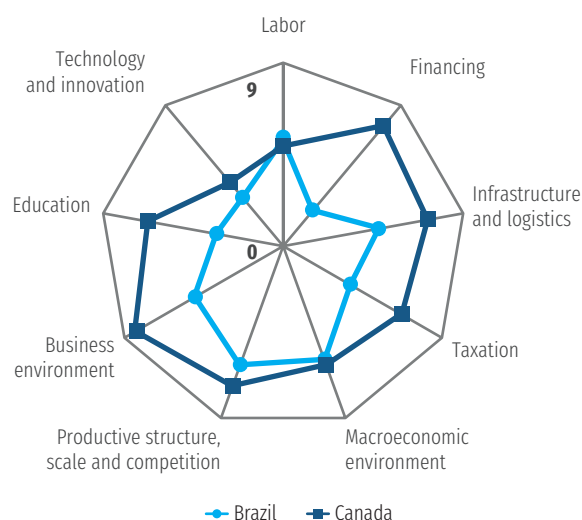 Labor
Technology
and innovation
Financing
9
Education
Infrastructure
and logistics
0
Business
environment
Taxation
Productive structure,
scale and competition
Macroeconomic
environment
Brazil
Canada